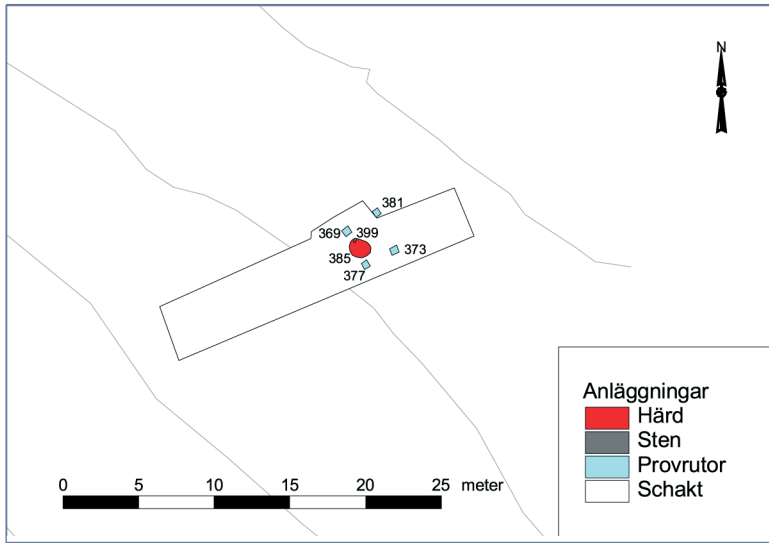 N
381
369 399
385 373
377
Anläggningar
Härd
Sten
Provrutor
Schakt
0 5 10 15 20 25 meter